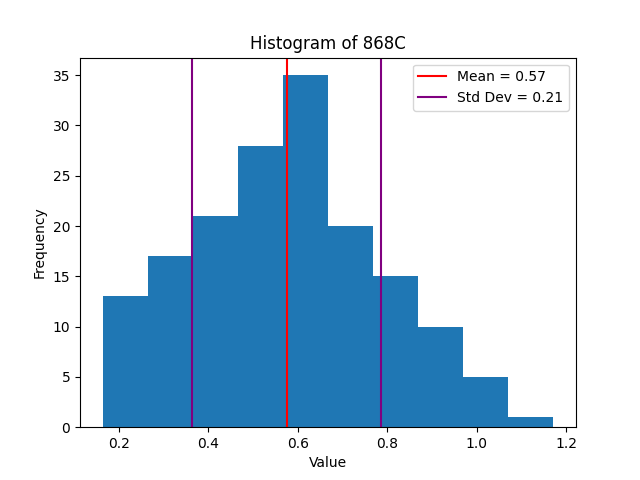 Histogram of 868C
Mean = 0.57
Std Dev = 0.21
35
30
25
20
15
10
5
0
Frequency
0.2 0.4 0.6 0.8 1.0 1.2
Value